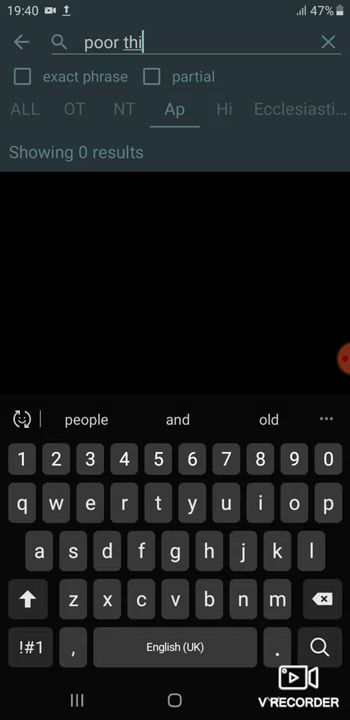 19:40 47%
poor thi
exact phrase partial
ALL OT NT Ap Hi Ecclesiasti...
Showing 0 results
people and old ...
1 2 3 4 5 6 7 8 9 0
q w e r t y u i o p
a s d f g h j k l
z x c v b n m
!#1 , English (UK) .
V RECORDER